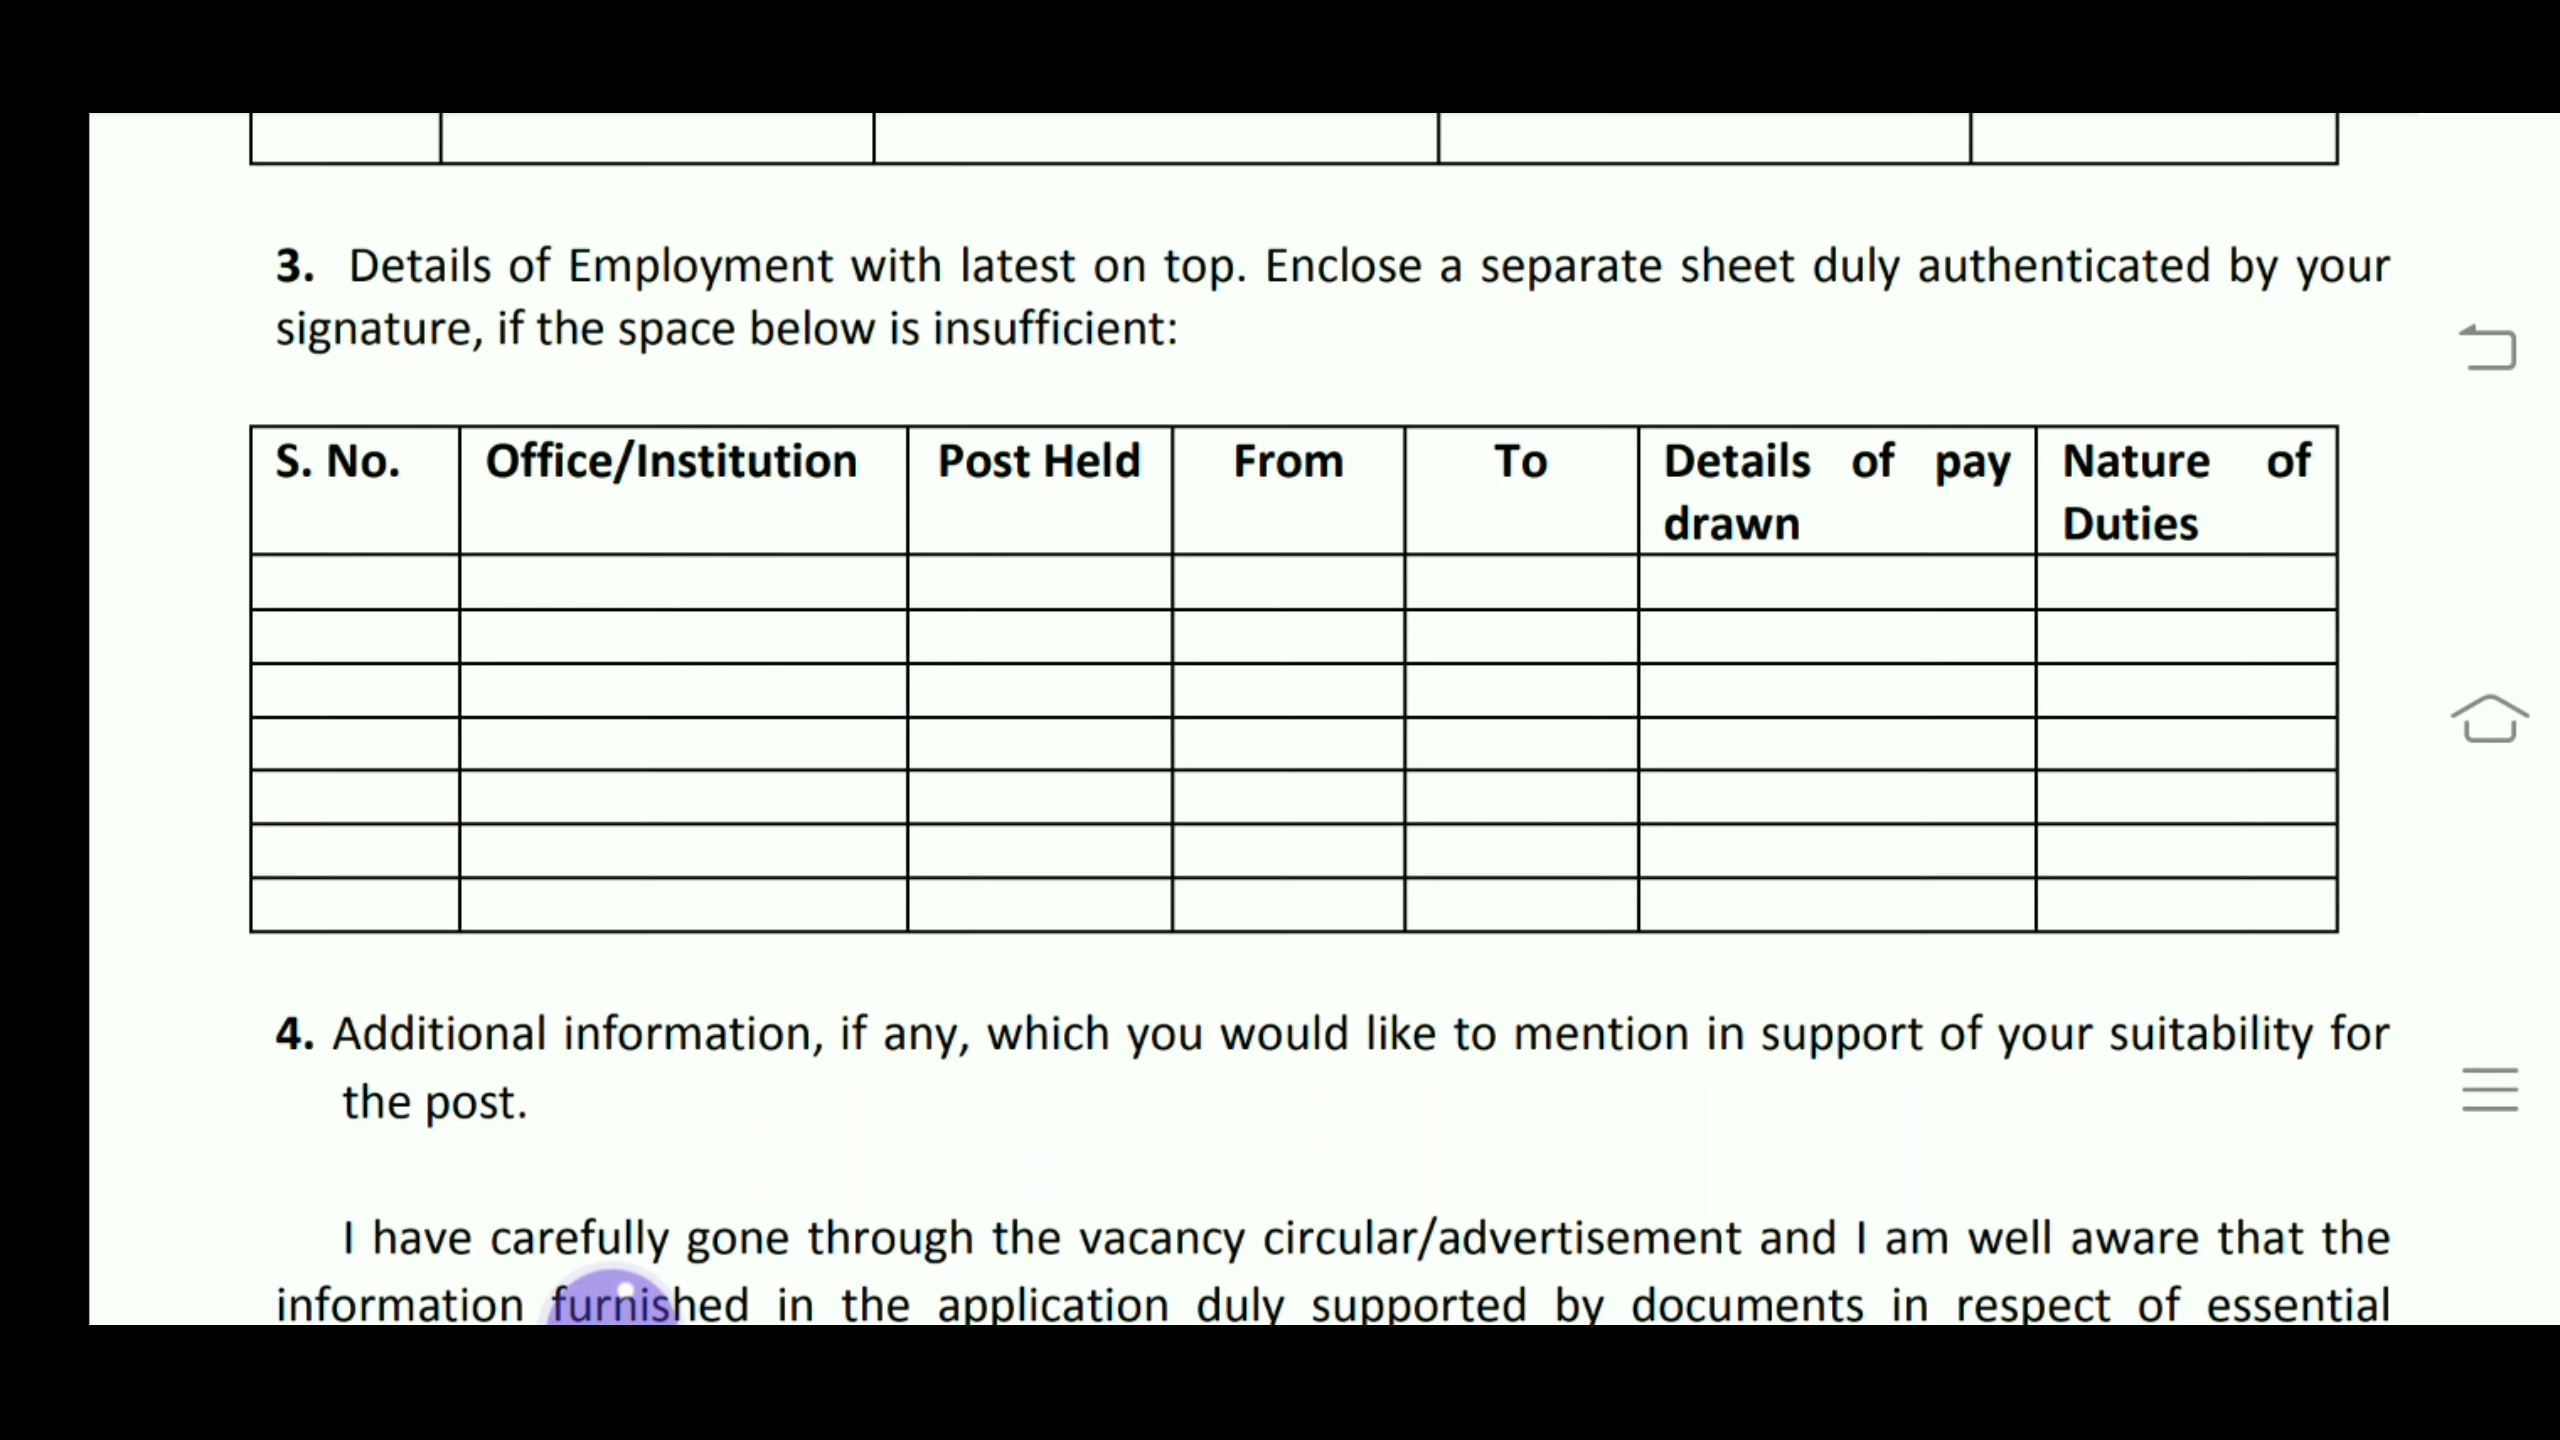 3. Details of Employment with latest on top. Enclose a separate sheet duly authenticated by your
signature, if the space below is insufficient:
S. No. Office/Institution Post Held From To Details of pay drawn Nature of Duties
4. Additional information, if any, which you would like to mention in support of your suitability for
the post.
I have carefully gone through the vacancy circular/advertisement and I am well aware that the
information furnished in the application duly supported by documents in respect of essential